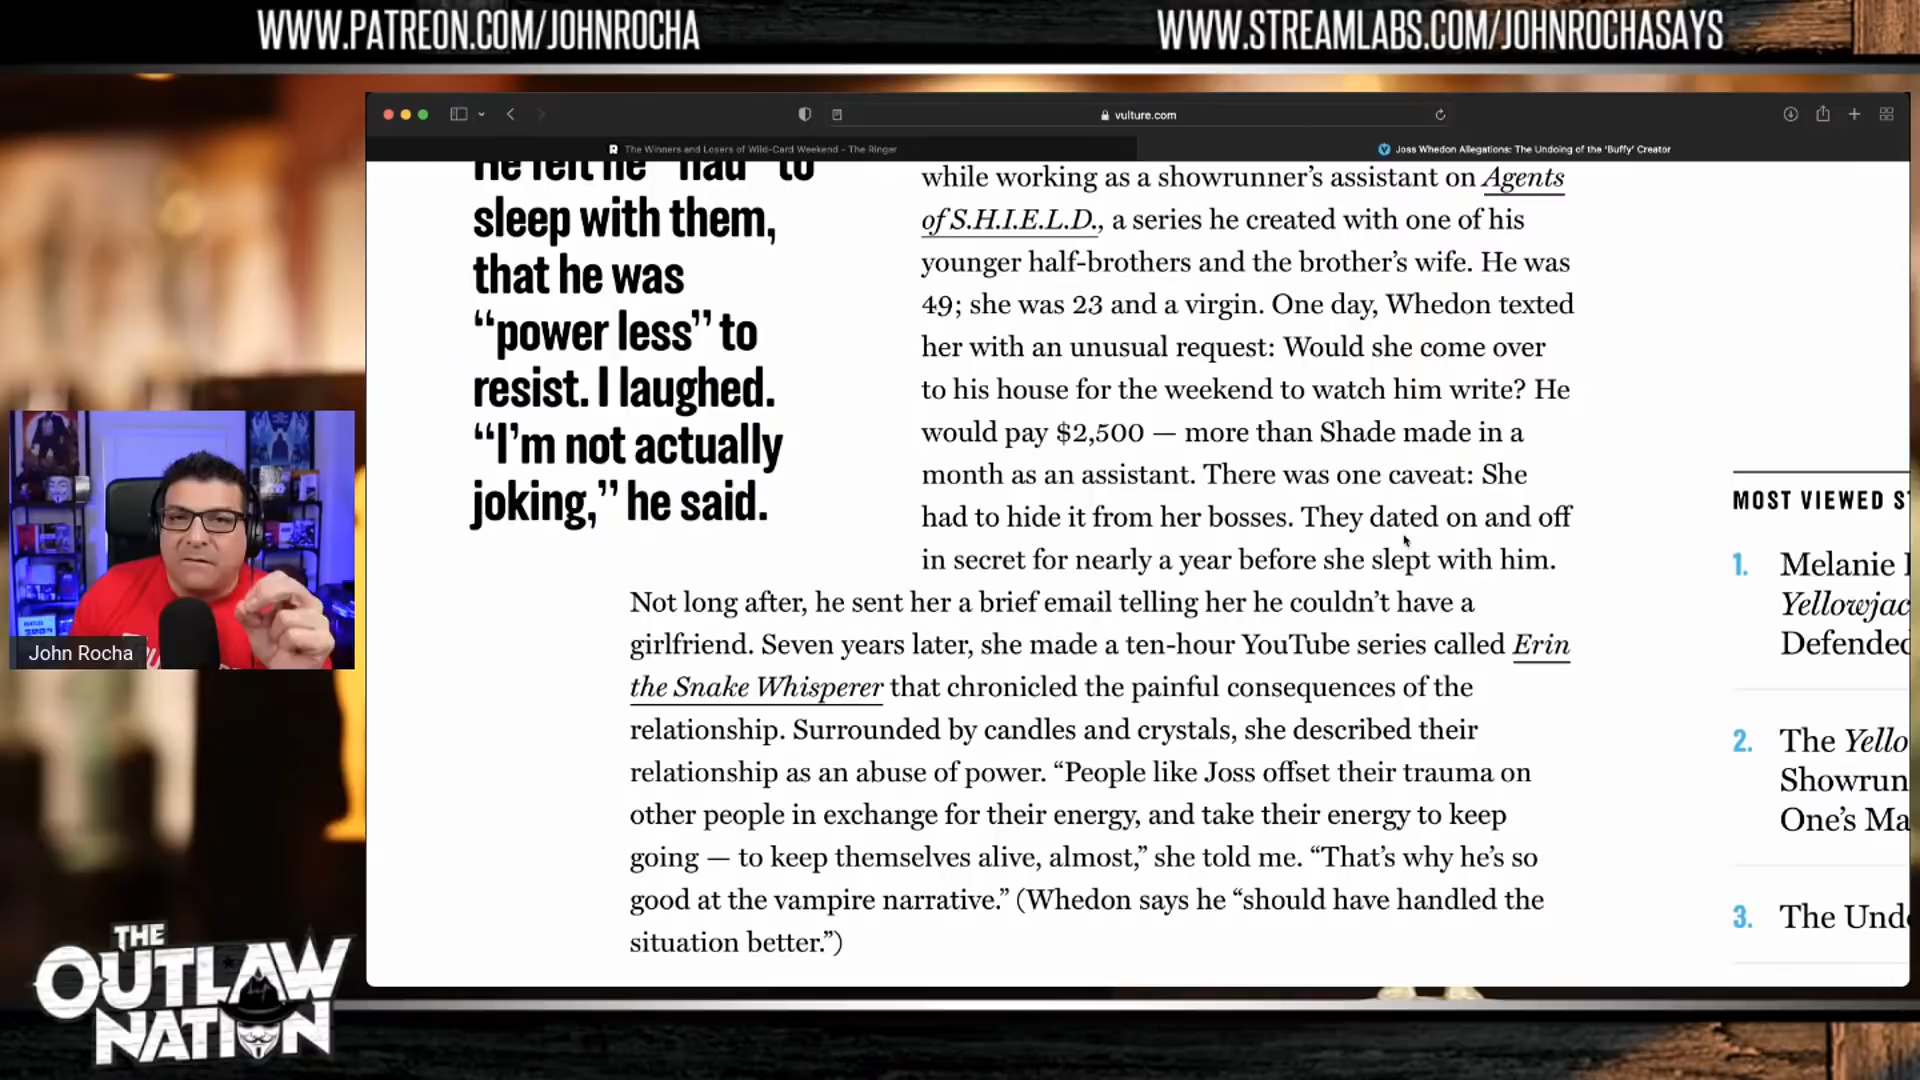 WWW.PATREON.COM/JOHNROCHA
WWW.STREAMLABS.COM/JOHNROCHASAYS
vulture.com
The Winners and Losers of Wild-Card Weekend - The Ringer
Joss Whedon Allegations: The Undoing of the 'Buffy' Creator
He felt he “had” to
sleep with them,
that he was
“power less” to
resist. I laughed.
“I’m not actually
joking,” he said.
while working as a showrunner’s assistant on Agents
of S.H.I.E.L.D., a series he created with one of his
younger half-brothers and the brother’s wife. He was
49; she was 23 and a virgin. One day, Whedon texted
her with an unusual request: Would she come over
to his house for the weekend to watch him write? He
would pay $2,500 — more than Shade made in a
month as an assistant. There was one caveat: She
had to hide it from her bosses. They dated on and off
in secret for nearly a year before she slept with him.
Not long after, he sent her a brief email telling her he couldn’t have a
girlfriend. Seven years later, she made a ten-hour YouTube series called Erin
the Snake Whisperer that chronicled the painful consequences of the
relationship. Surrounded by candles and crystals, she described their
relationship as an abuse of power. “People like Joss offset their trauma on
other people in exchange for their energy, and take their energy to keep
going — to keep themselves alive, almost,” she told me. “That’s why he’s so
good at the vampire narrative.” (Whedon says he “should have handled the
situation better.”)
MOST VIEWED
1. Melanie
Yellowjac
Defended
2. The Yello
Showrun
One’s Ma
3. The Und
John Rocha
THE
OUTLAW
NATION